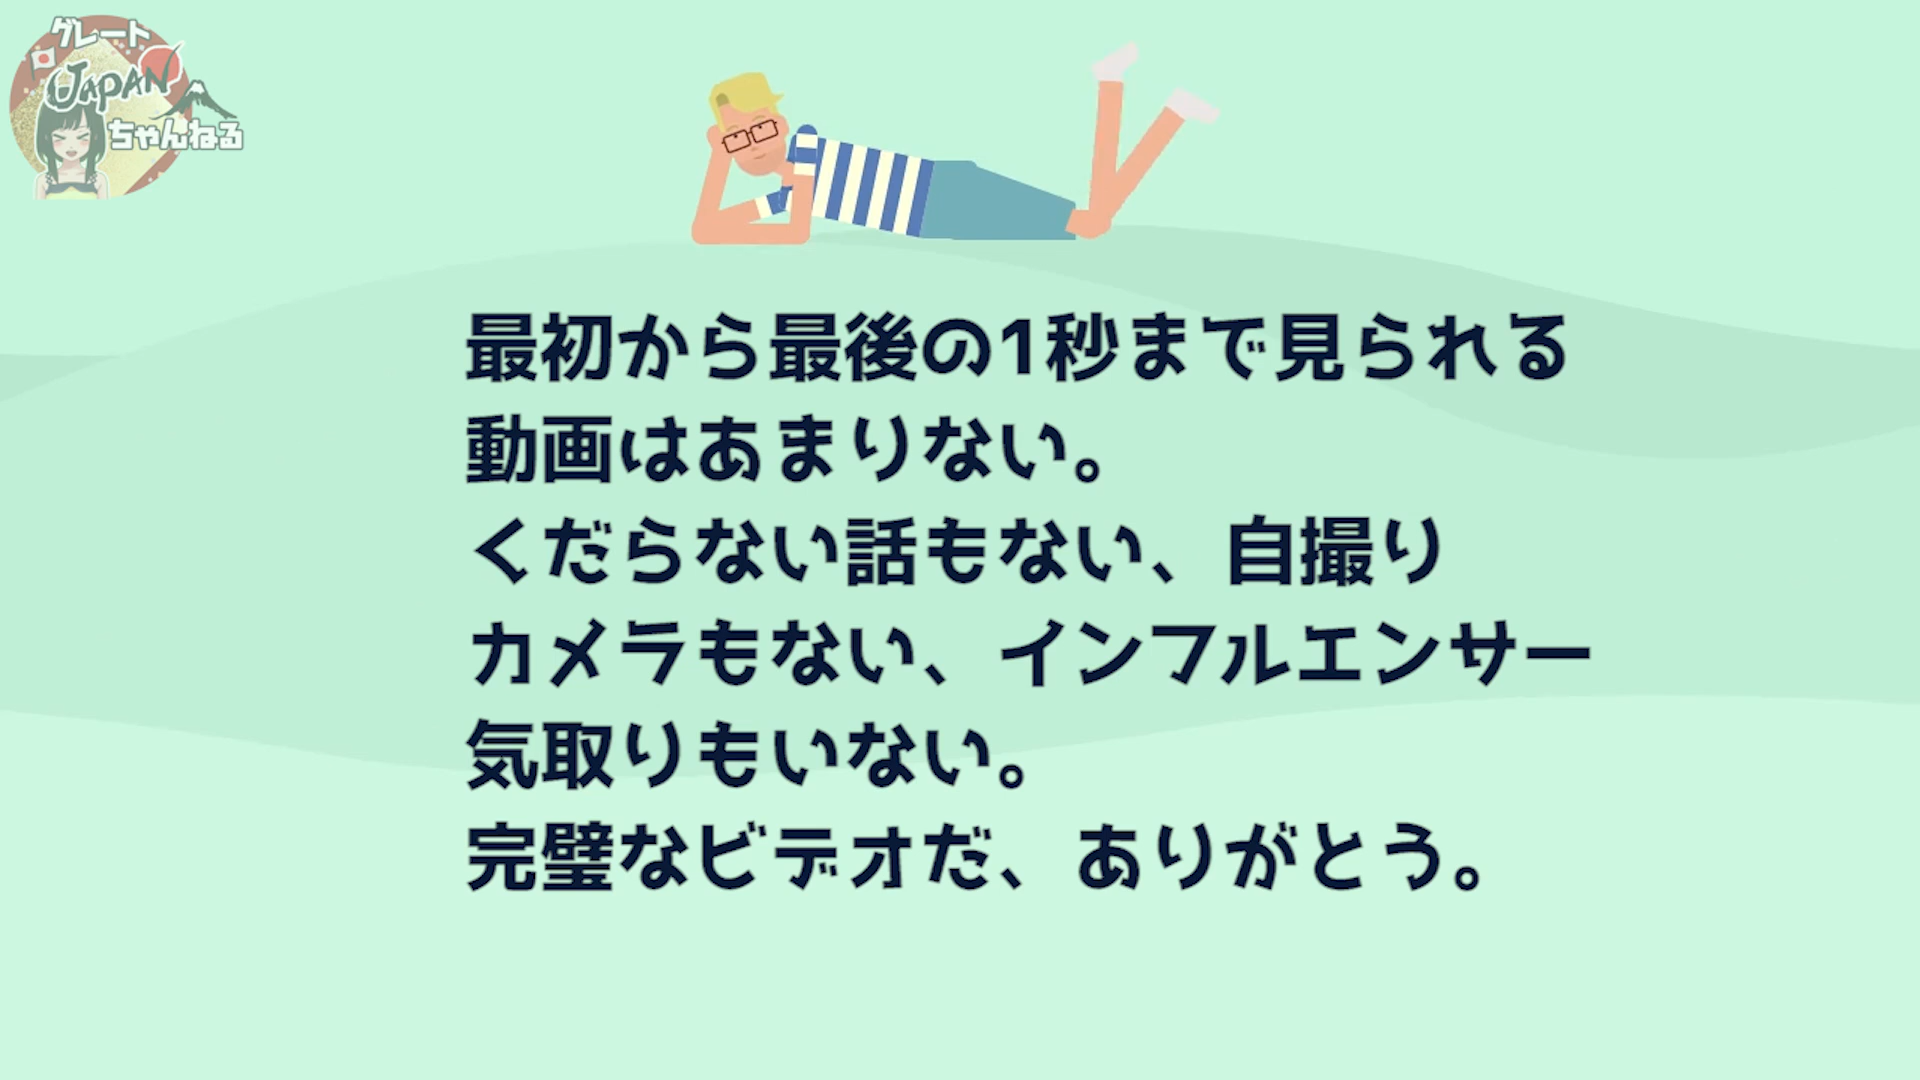 グレート
JAPAN
ちゃんねる
最初から最後の1秒まで見られる
動画はあまりない。
くだらない話もない、自撮り
カメラもない、インフルエンサー
気取りもいない。
完璧なビデオだ、ありがとう。